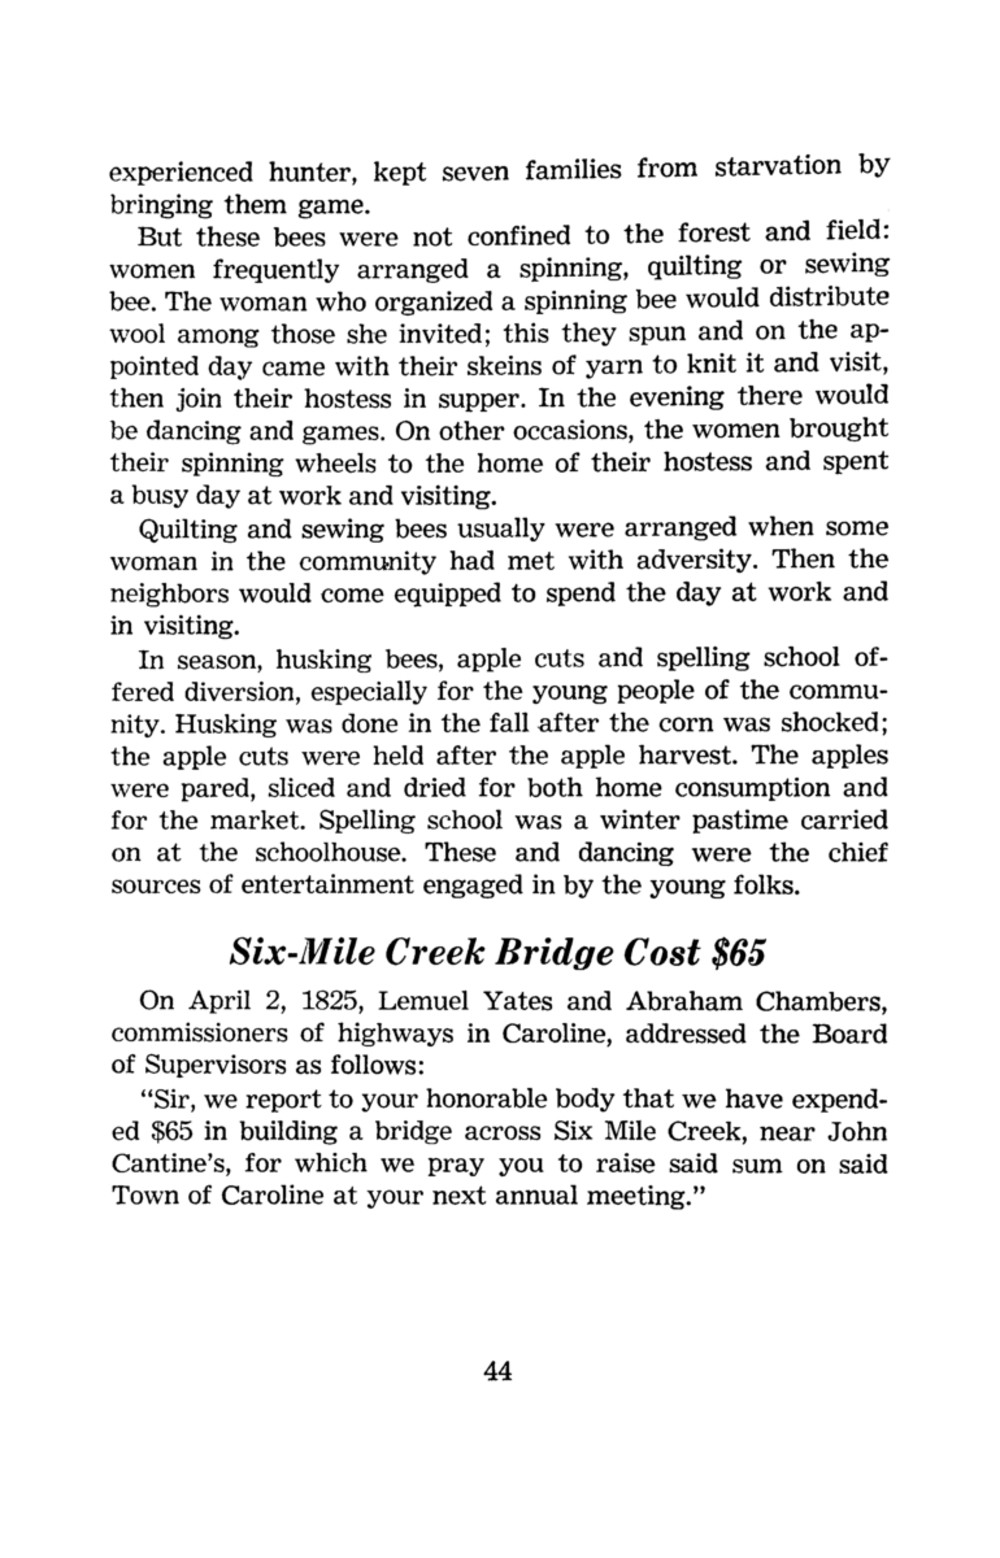 experienced hunter, kept seven families from starvation by
bringing them game.
But these bees were not confined to the forest and field:
women frequently arranged a spinning, quilting or sewing
bee. The woman who organized a spinning bee would distribute
wool among those she invited; this they spun and on the ap-
pointed day came with their skeins of yarn to knit it and visit,
then join their hostess in supper. In the evening there would
be dancing and games. On other occasions, the women brought
their spinning wheels to the home of their hostess and spent
a busy day at work and visiting.
Quilting and sewing bees usually were arranged when some
woman in the community had met with adversity. Then the
neighbors would come equipped to spend the day at work and
in visiting.
In season, husking bees, apple cuts and spelling school of-
fered diversion, especially for the young people of the commu-
nity. Husking was done in the fall after the corn was shocked;
the apple cuts were held after the apple harvest. The apples
were pared, sliced and dried for both home consumption and
for the market. Spelling school was a winter pastime carried
on at the schoolhouse. These and dancing were the chief
sources of entertainment engaged in by the young folks.
Six-Mile Creek Bridge Cost $65
On April 2, 1825, Lemuel Yates and Abraham Chambers,
commissioners of highways in Caroline, addressed the Board
of Supervisors as follows:
"Sir, we report to your honorable body that we have expend-
ed $65 in building a bridge across Six Mile Creek, near John
Cantine's, for which we pray you to raise said sum on said
Town of Caroline at your next annual meeting."
44